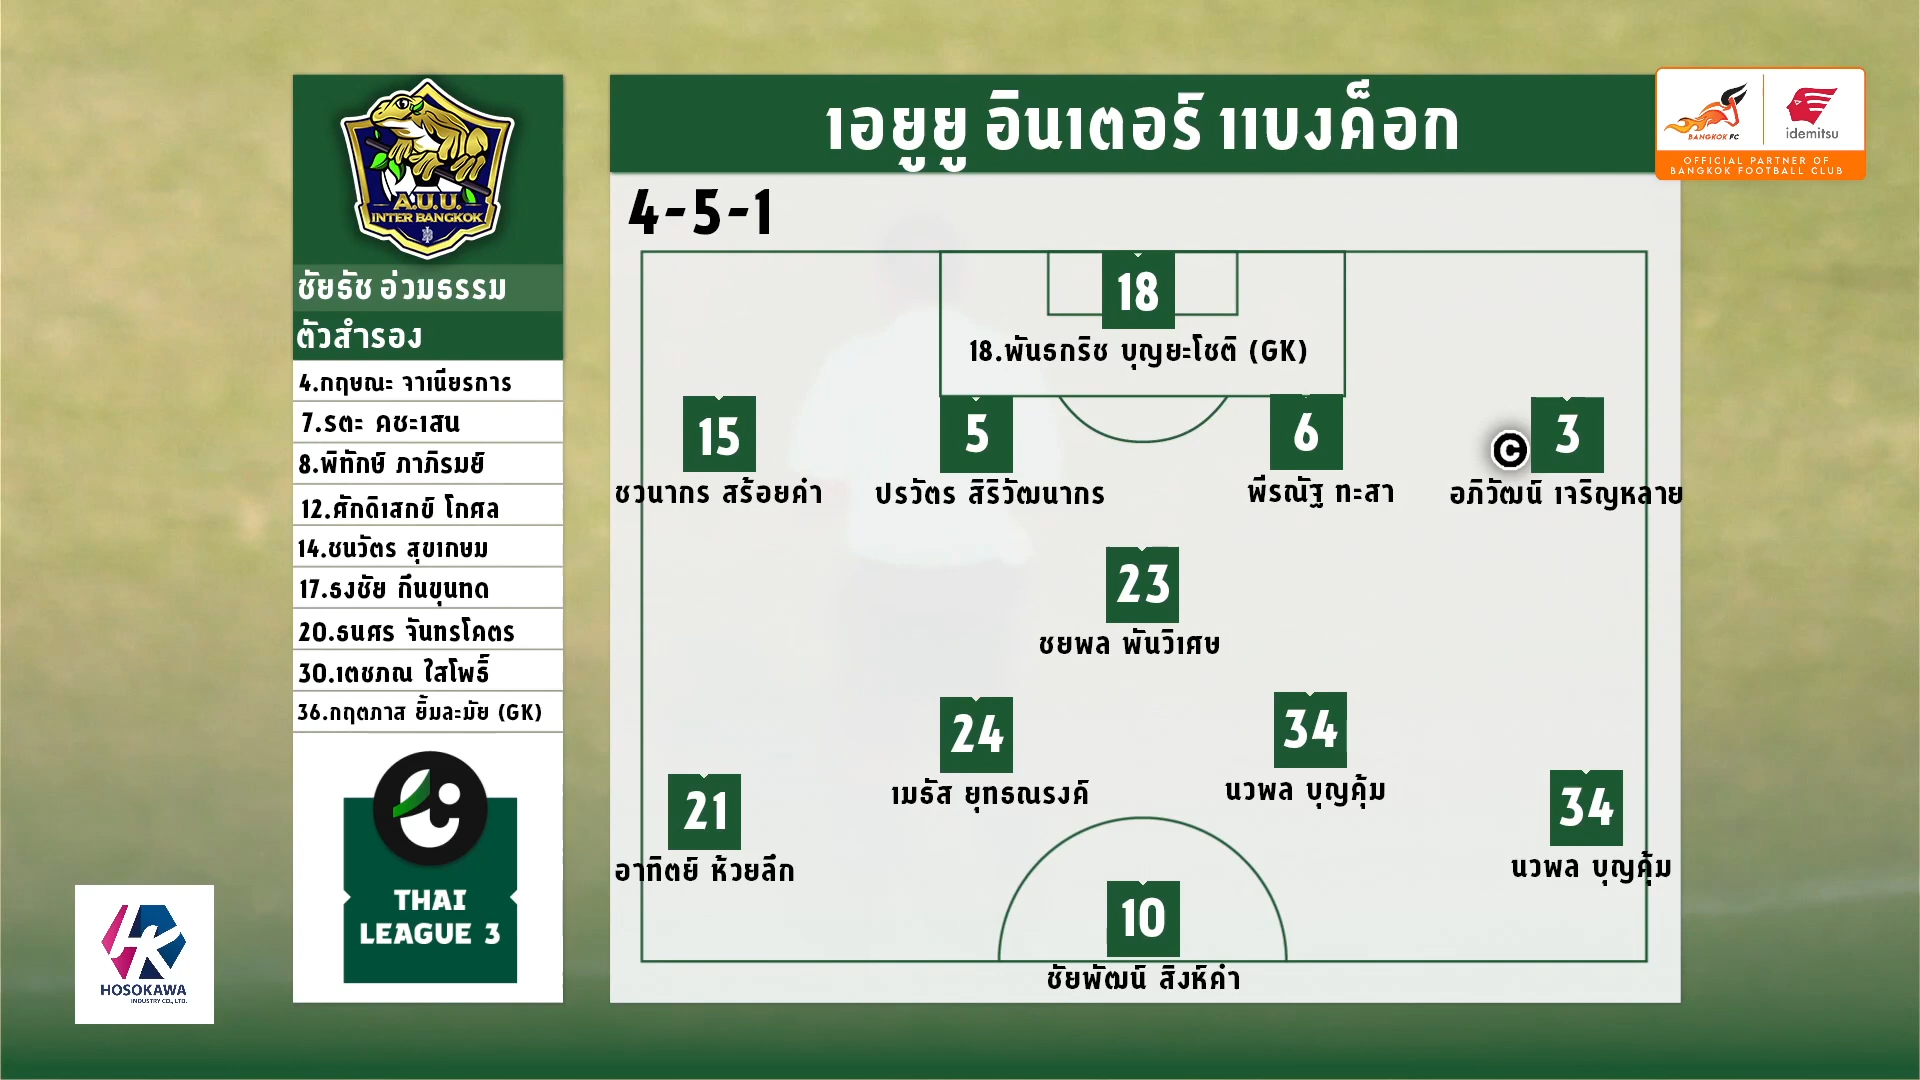 A.U.U.
INTER BANGKOK
ชัยธัช อ่วมธรรม
ตัวสำรอง
4.กฤษณะ จาเนียรการ
7.รตะ คชะเสน
8.พิทักษ์ ภาภิรมย์
12.ศักดิเสกข์ โกศล
14.ชนวัตร สุขเกษม
17.ธงชัย กึนขุนทด
20.ธนศร จันทรโคตร
30.เตชภณ ใสโพธิ์
36.กฤตภาส ยิ้มละมัย (GK)
THAI
LEAGUE 3
HOSOKAWA
INDUSTRY CO., LTD.
เอยูยู อินเตอร์ แบงค็อก
BANGKOK FC
idemitsu
OFFICIAL PARTNER OF
BANGKOK FOOTBALL CLUB
4-5-1
18
18.พันธกริช บุญยะโชติ (GK)
15
ชวนากร สร้อยคำ
5
ปรวัตร สิริวัฒนากร
6
พีรณัฐ ทะสา
C
3
อภิวัฒน์ เจริญหลาย
23
ชยพล พันวิเศษ
24
เมธัส ยุทธณรงค์
34
นวพล บุญคุ้ม
21
อาทิตย์ ห้วยลึก
34
นวพล บุญคุ้ม
10
ชัยพัฒน์ สิงห์คำ